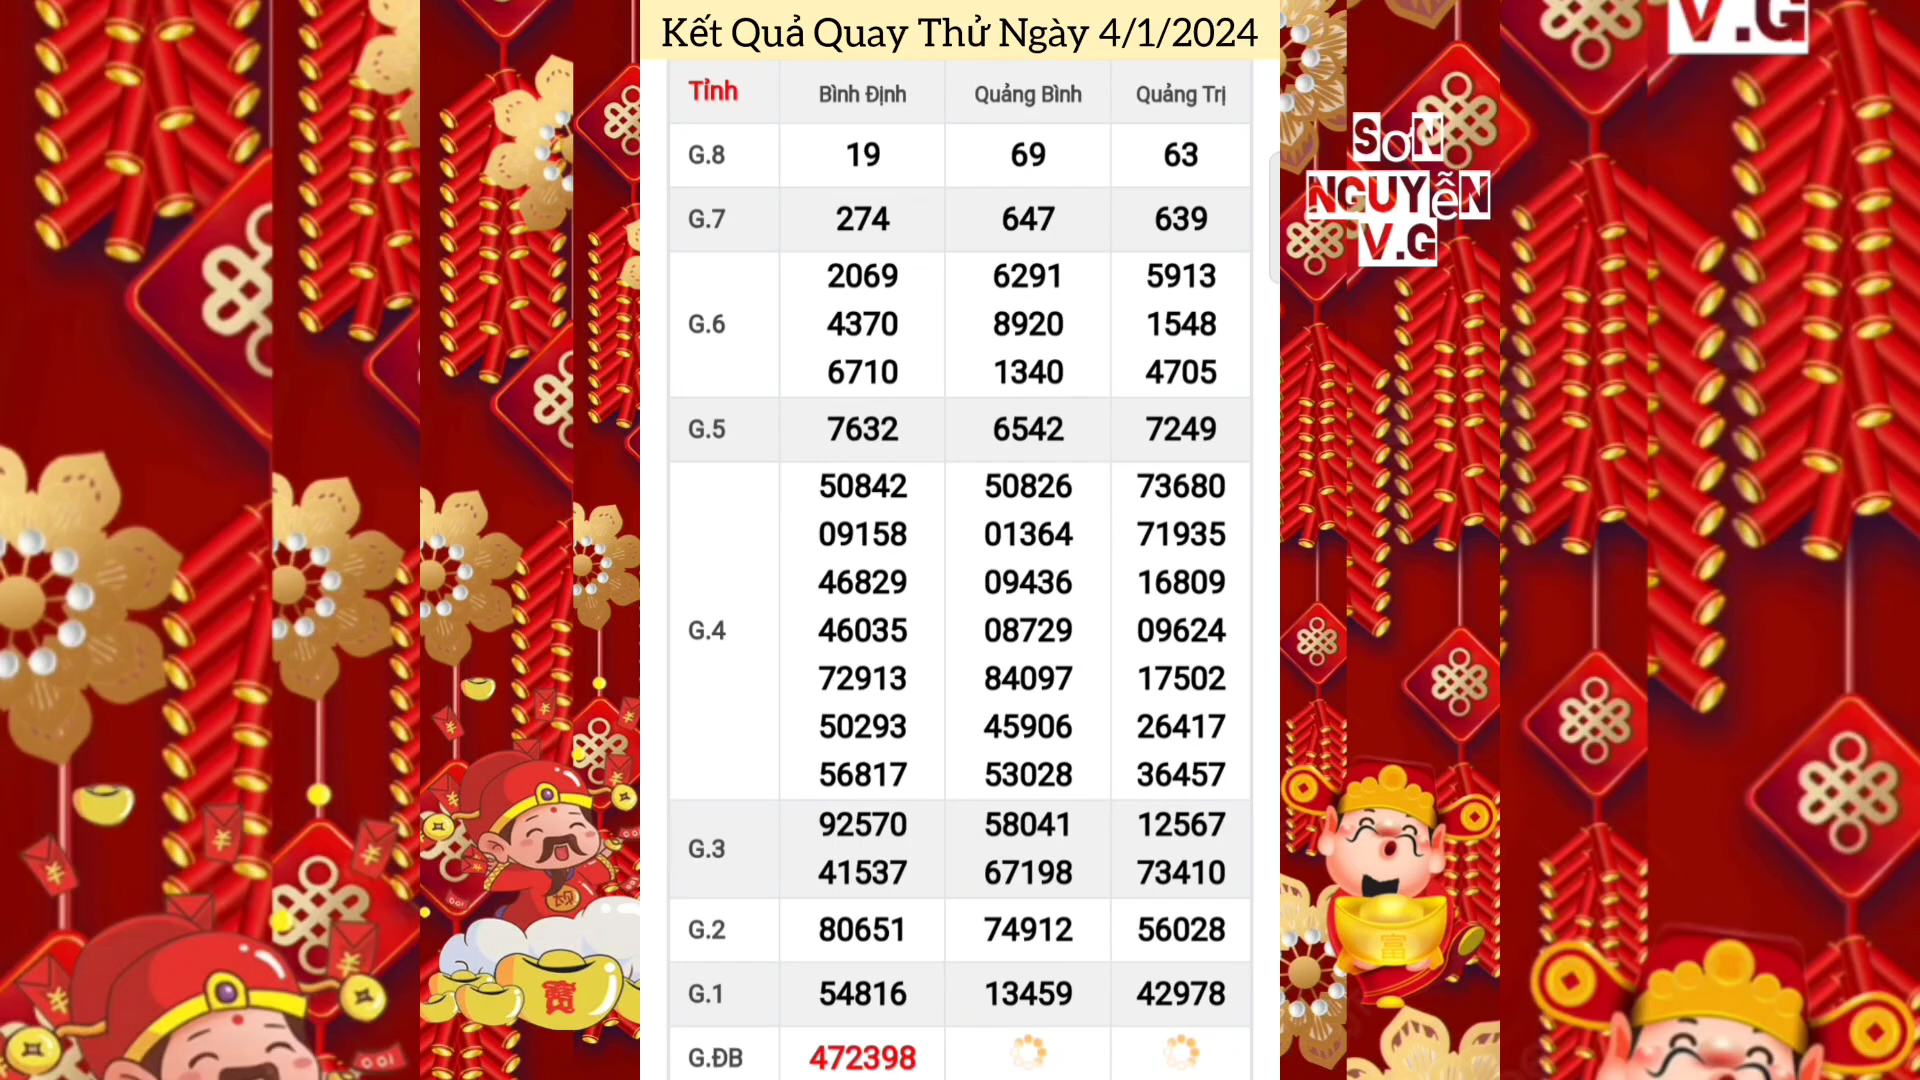 Kết Quả Quay Thử Ngày 4/1/2024
Tỉnh Bình Định Quảng Bình Quảng Trị
G.8 19 69 63
G.7 274 647 639
G.6
2069 6291 5913
4370 8920 1548
6710 1340 4705
G.5 7632 6542 7249
G.4
50842 50826 73680
09158 01364 71935
46829 09436 16809
46035 08729 09624
72913 84097 17502
50293 45906 26417
56817 53028 36457
G.3
92570 58041 12567
41537 67198 73410
G.2 80651 74912 56028
G.1 54816 13459 42978
G.ĐB 472398
SƠN
NGUYỄN
V.G
V.G
寶
富